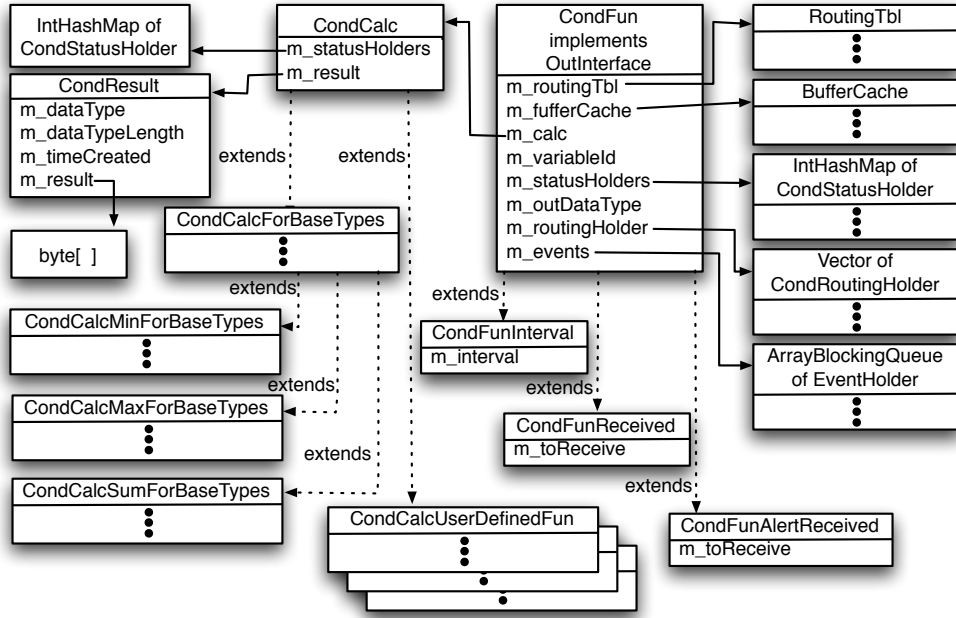 IntHashMap of
CondStatusHolder
CondCalc
m_statusHolders
m_result
CondFun
implements
OutInterface
m_routingTbl
m_fufferCache
m_calc
m_variableId
m_statusHolders
m_outDataType
m_routingHolder
m_events
RoutingTbl
BufferCache
IntHashMap of
CondStatusHolder
Vector of
CondRoutingHolder
ArrayBlockingQueue
of EventHolder
CondResult
m_dataType
m_dataTypeLength
m_timeCreated
m_result
byte[ ]
extends
extends
CondCalcForBaseTypes
extends
CondCalcMinForBaseTypes
extends
CondCalcMaxForBaseTypes
extends
CondCalcSumForBaseTypes
CondCalcUserDefinedFun
extends
CondFunInterval
m_interval
extends
CondFunReceived
m_toReceive
extends
CondFunAlertReceived
m_toReceive